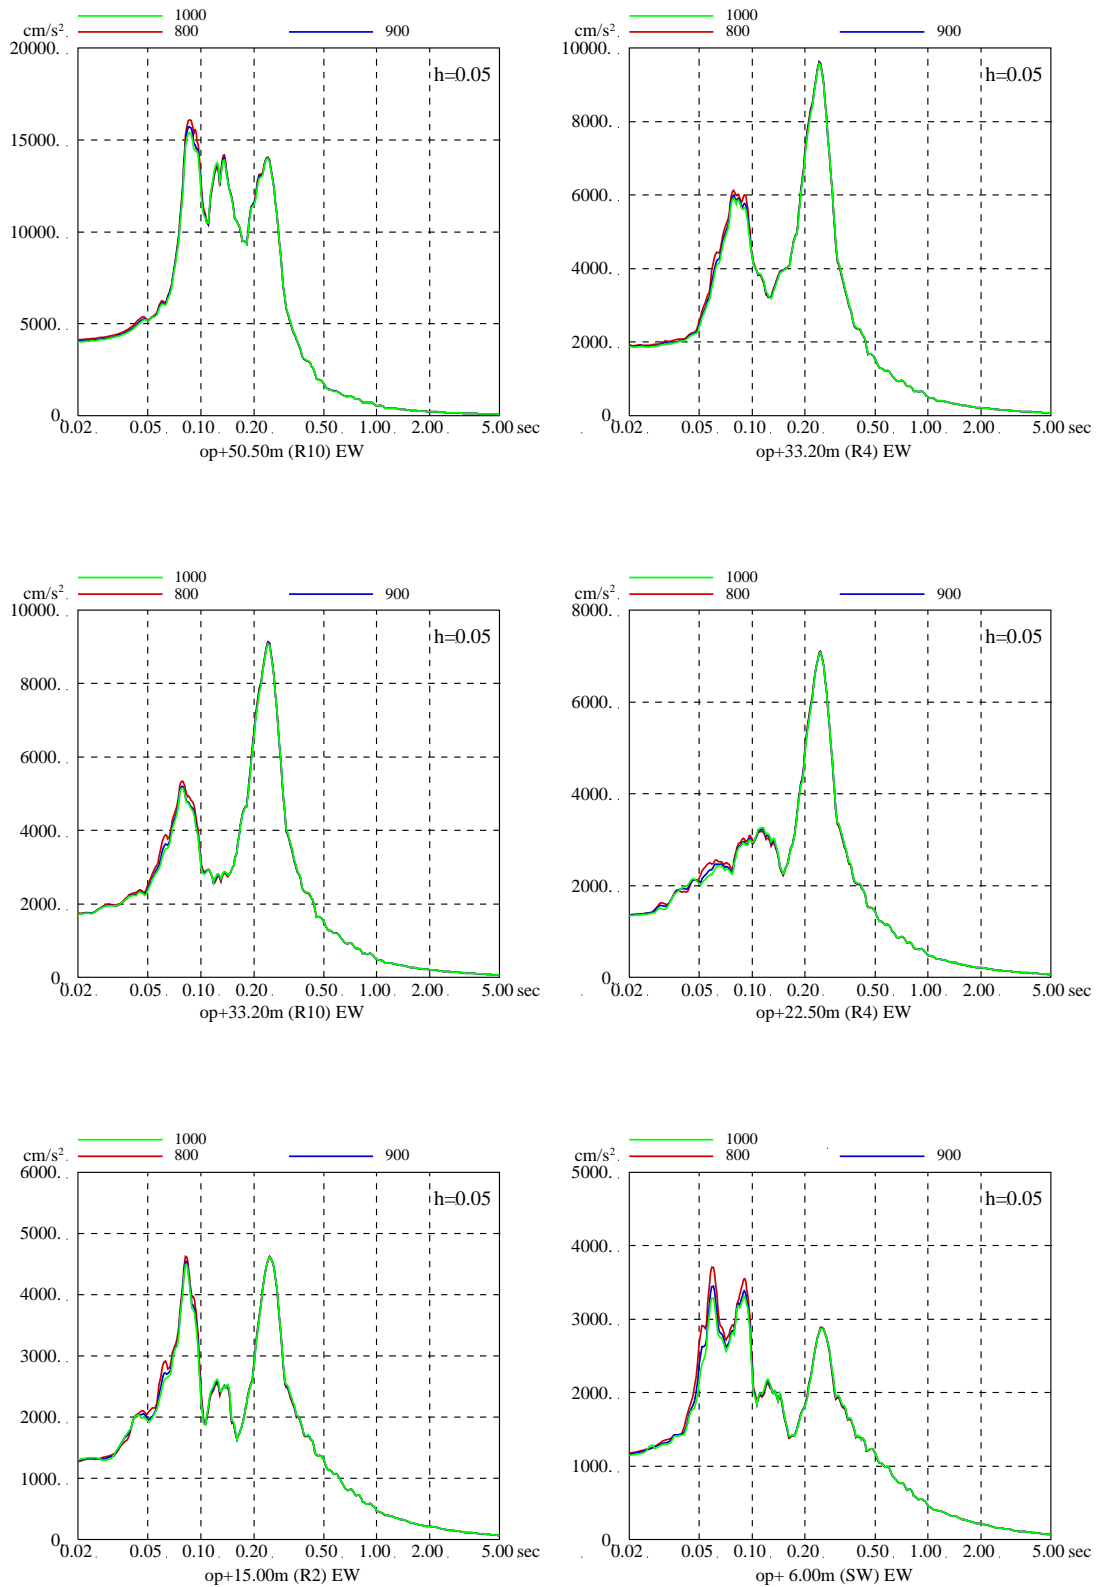 1000
cm/s². 800 900
20000.
h=0.05
15000.
10000.
5000.
0.
0.02 0.05 0.10 0.20 0.50 1.00 2.00 5.00 sec
op+50.50m (R10) EW
1000
cm/s². 800 900
10000.
h=0.05
8000.
6000.
4000.
2000.
0.
0.02 0.05 0.10 0.20 0.50 1.00 2.00 5.00 sec
op+33.20m (R4) EW
1000
cm/s². 800 900
10000.
h=0.05
8000.
6000.
4000.
2000.
0.
0.02 0.05 0.10 0.20 0.50 1.00 2.00 5.00 sec
op+33.20m (R10) EW
1000
cm/s². 800 900
8000.
h=0.05
6000.
4000.
2000.
0.
0.02 0.05 0.10 0.20 0.50 1.00 2.00 5.00 sec
op+22.50m (R4) EW
1000
cm/s². 800 900
6000.
h=0.05
5000.
4000.
3000.
2000.
1000.
0.
0.02 0.05 0.10 0.20 0.50 1.00 2.00 5.00 sec
op+15.00m (R2) EW
1000
cm/s². 800 900
5000.
h=0.05
4000.
3000.
2000.
1000.
0.
0.02 0.05 0.10 0.20 0.50 1.00 2.00 5.00 sec
op+ 6.00m (SW) EW